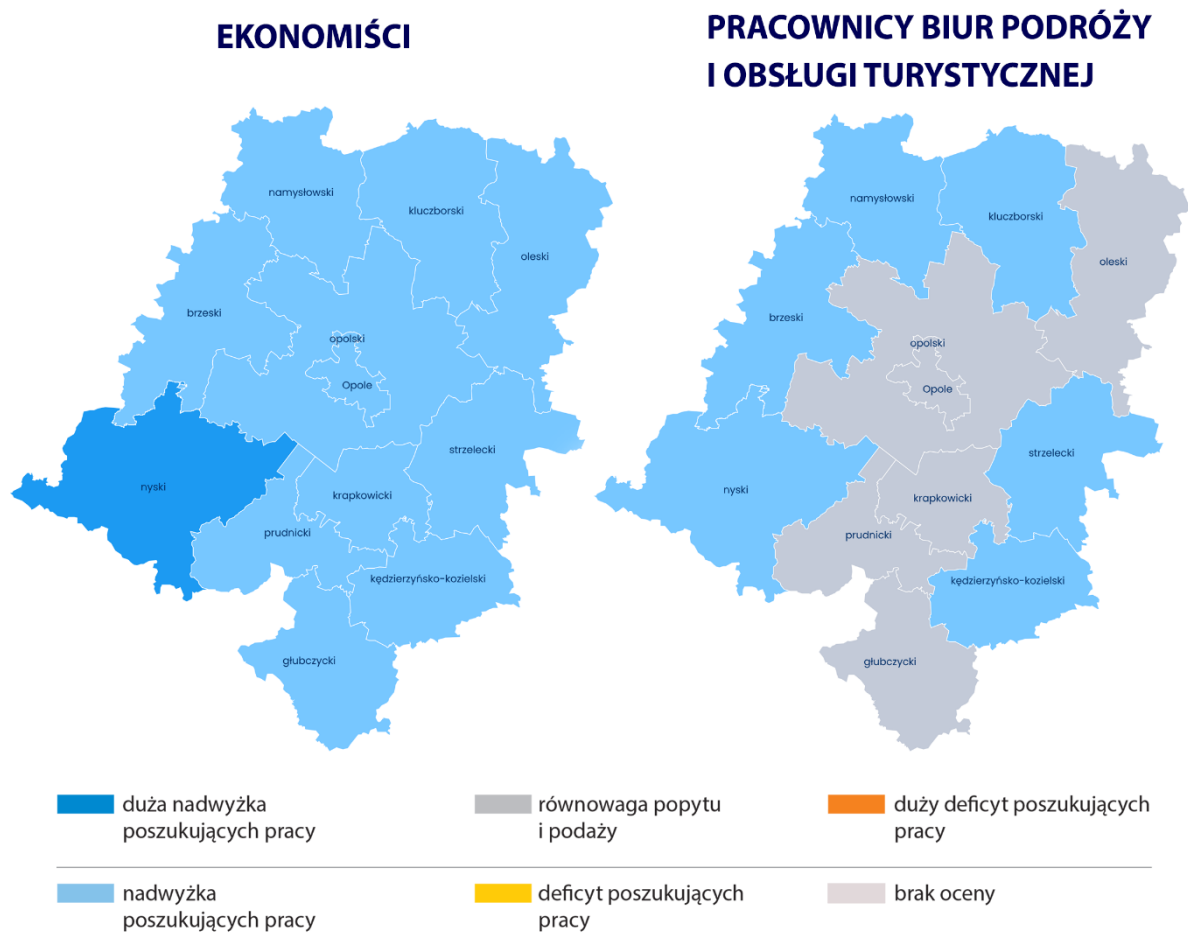 EKONOMIŚCI
PRACOWNICY BIUR PODRÓŻY
I OBSŁUGI TURYSTYCZNEJ
namysłowski
kluczborski
oleski
brzeski
opolski
Opole
strzelecki
nyski
krapkowicki
prudnicki
kędzierzyńsko-kozielski
głubczycki
namysłowski
kluczborski
oleski
brzeski
opolski
Opole
strzelecki
nyski
krapkowicki
prudnicki
kędzierzyńsko-kozielski
głubczycki
duża nadwyżka
poszukujących pracy
równowaga popytu
i podaży
duży deficyt poszukujących
pracy
nadwyżka
poszukujących pracy
deficyt poszukujących
pracy
brak oceny